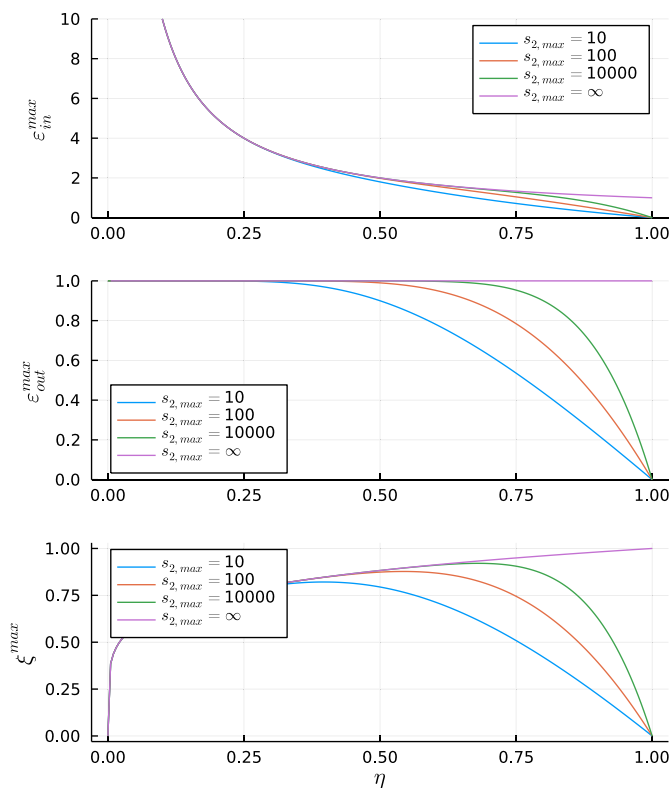 10
8
6
4
2
0
ε_in^max
s_2,max = 10
s_2,max = 100
s_2,max = 10000
s_2,max = ∞
0.00 0.25 0.50 0.75 1.00
1.0
0.8
0.6
0.4
0.2
0.0
ε_out^max
s_2,max = 10
s_2,max = 100
s_2,max = 10000
s_2,max = ∞
0.00 0.25 0.50 0.75 1.00
1.00
0.75
0.50
0.25
0.00
ξ^max
s_2,max = 10
s_2,max = 100
s_2,max = 10000
s_2,max = ∞
0.00 0.25 0.50 0.75 1.00
η